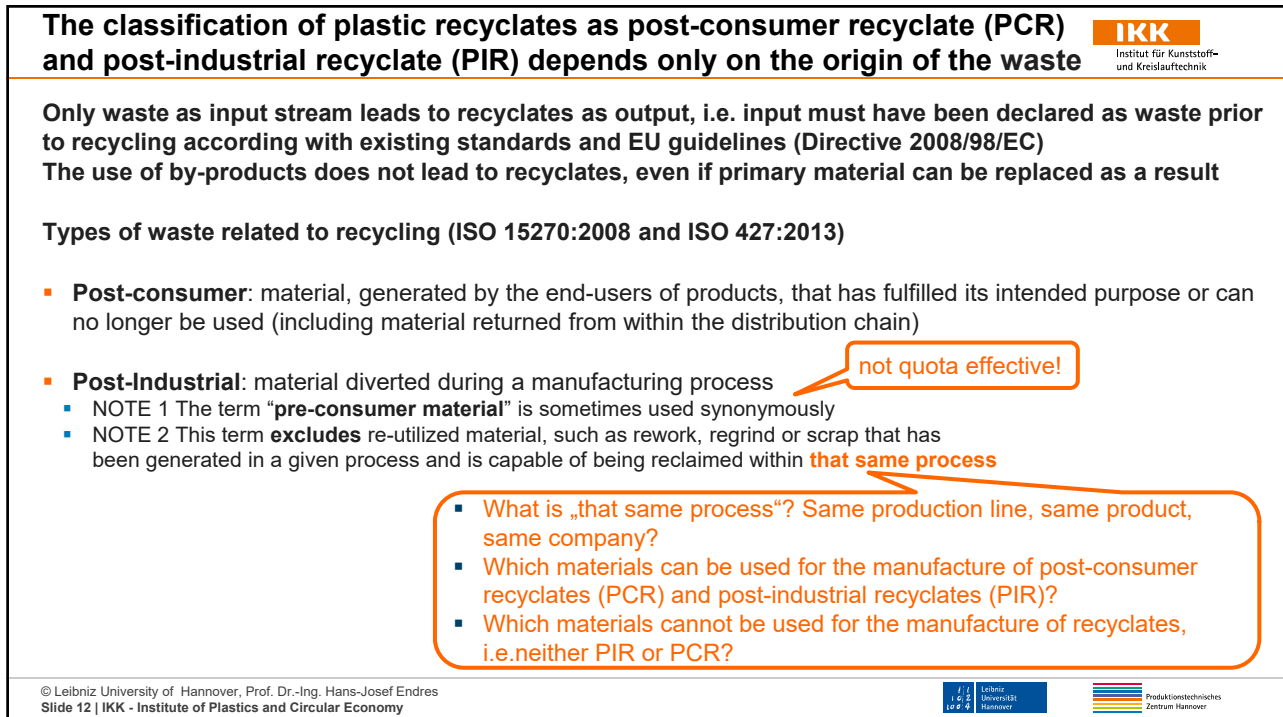 The classification of plastic recyclates as post-consumer recyclate (PCR)
and post-industrial recyclate (PIR) depends only on the origin of the waste
IKK
Institut für Kunststoff-
und Kreislauftechnik
Only waste as input stream leads to recyclates as output, i.e. input must have been declared as waste prior
to recycling according with existing standards and EU guidelines (Directive 2008/98/EC)
The use of by-products does not lead to recyclates, even if primary material can be replaced as a result
Types of waste related to recycling (ISO 15270:2008 and ISO 427:2013)
▪ Post-consumer: material, generated by the end-users of products, that has fulfilled its intended purpose or can
no longer be used (including material returned from within the distribution chain)
not quota effective!
▪ Post-Industrial: material diverted during a manufacturing process
▪ NOTE 1 The term “pre-consumer material” is sometimes used synonymously
▪ NOTE 2 This term excludes re-utilized material, such as rework, regrind or scrap that has
been generated in a given process and is capable of being reclaimed within that same process
▪ What is „that same process“? Same production line, same product,
same company?
▪ Which materials can be used for the manufacture of post-consumer
recyclates (PCR) and post-industrial recyclates (PIR)?
▪ Which materials cannot be used for the manufacture of recyclates,
i.e.neither PIR or PCR?
© Leibniz University of Hannover, Prof. Dr.-Ing. Hans-Josef Endres
Slide 12 | IKK - Institute of Plastics and Circular Economy
Leibniz
Universität
Hannover
Produktionstechnisches
Zentrum Hannover